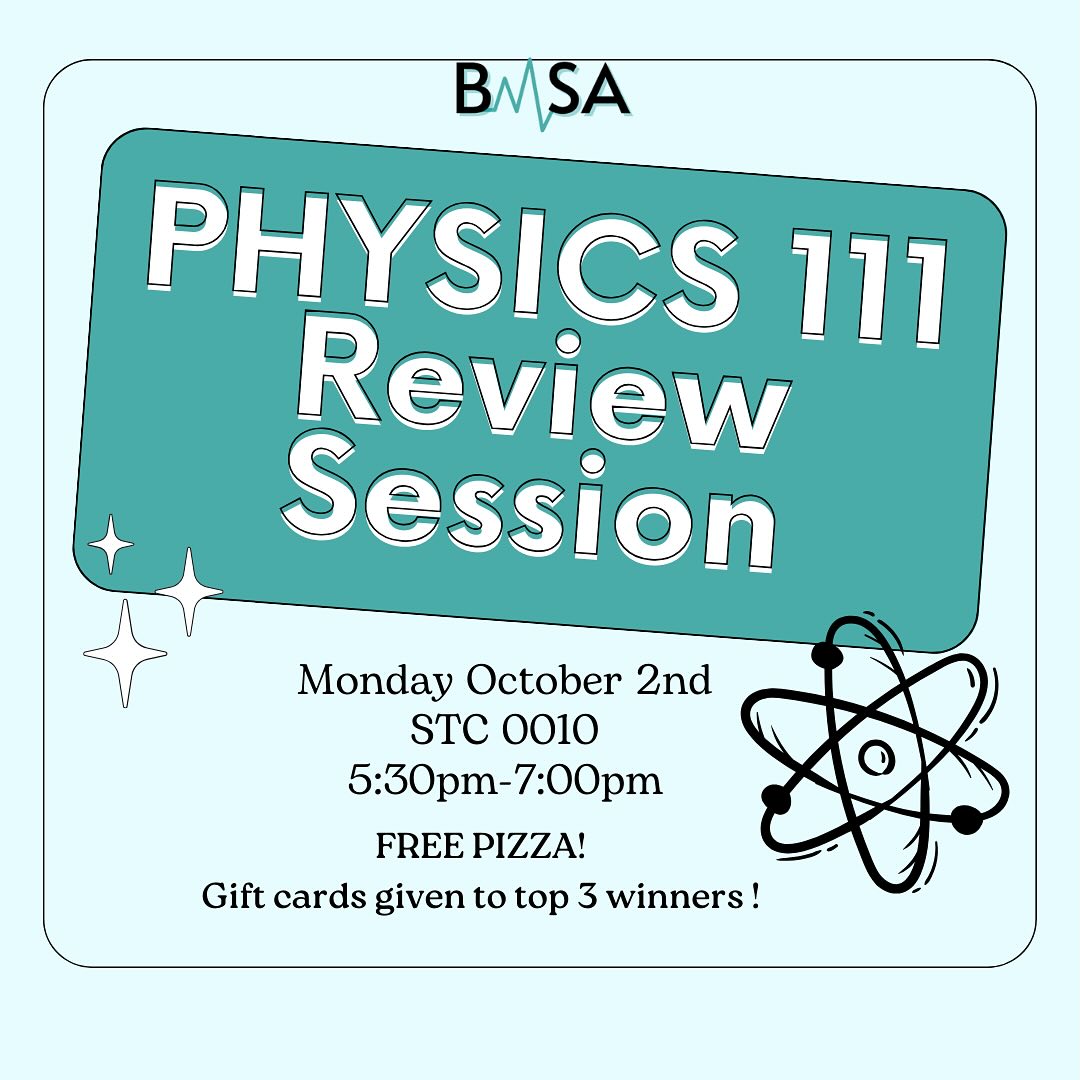 BMSA
PHYSICS 111
Review
Session
Monday October 2nd
STC 0010
5:30pm-7:00pm
FREE PIZZA!
Gift cards given to top 3 winners !